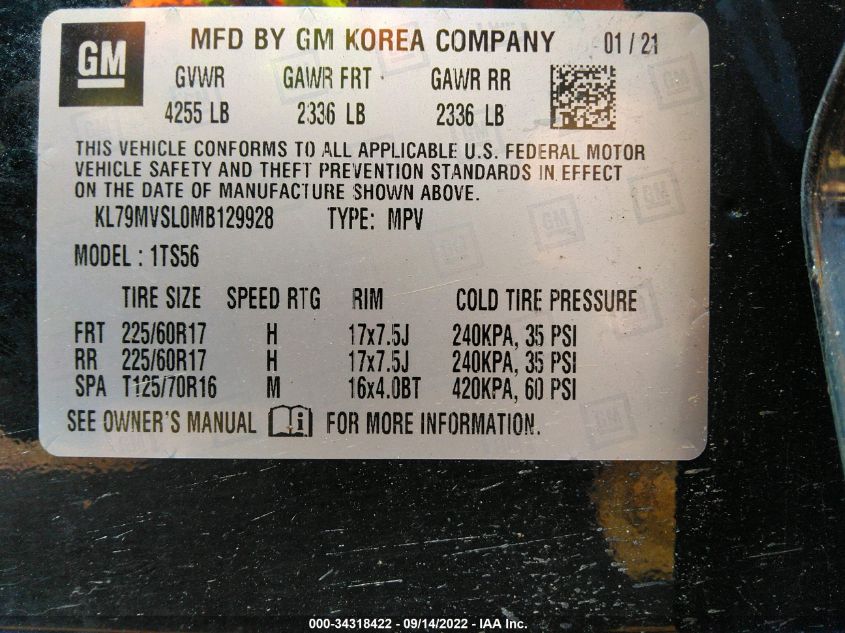 GM MFD BY GM KOREA COMPANY 01/21
GVWR GAWR FRT GAWR RR
4255 LB 2336 LB 2336 LB
THIS VEHICLE CONFORMS TO ALL APPLICABLE U.S. FEDERAL MOTOR
VEHICLE SAFETY AND THEFT PREVENTION STANDARDS IN EFFECT
ON THE DATE OF MANUFACTURE SHOWN ABOVE.
KL79MVSL0MB129928 TYPE: MPV
MODEL : 1TS56
TIRE SIZE SPEED RTG RIM COLD TIRE PRESSURE
FRT 225/60R17 H 17x7.5J 240KPA, 35 PSI
RR 225/60R17 H 17x7.5J 240KPA, 35 PSI
SPA T125/70R16 M 16x4.0BT 420KPA, 60 PSI
SEE OWNER'S MANUAL i FOR MORE INFORMATION.
000-34318422 - 09/14/2022 - IAA Inc.